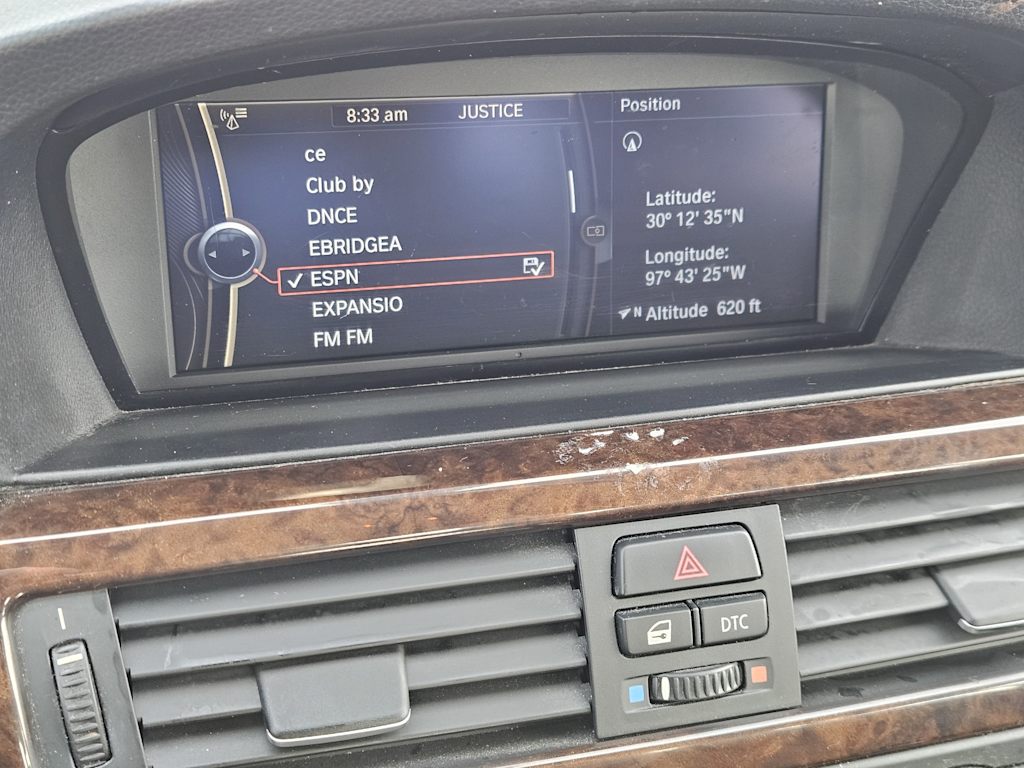 8:33 am JUSTICE
ce
Club by
DNCE
EBRIDGEA
ESPN
EXPANSIO
FM FM
Position
Latitude:
30° 12' 35"N
Longitude:
97° 43' 25"W
N Altitude 620 ft
DTC